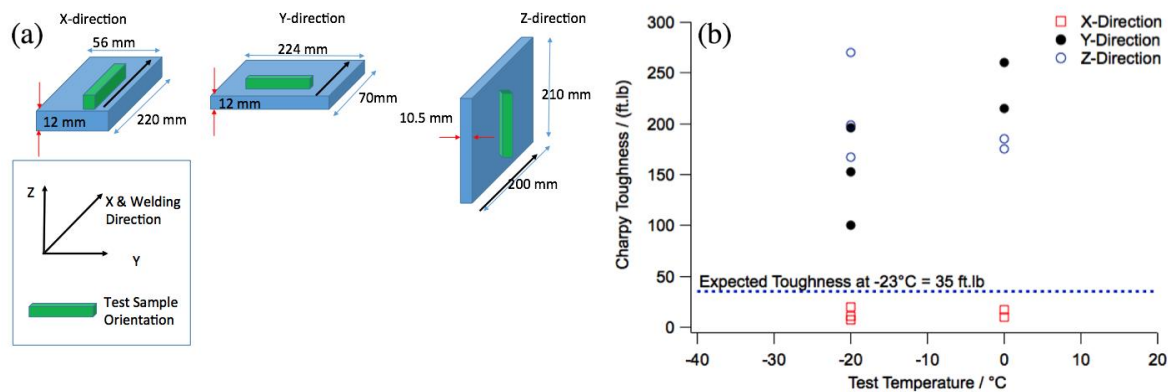 (a)
X-direction
56 mm
12 mm
220 mm
Y-direction
224 mm
12 mm
70mm
Z-direction
210 mm
10.5 mm
200 mm
Z
X & Welding
Direction
Y
Test Sample
Orientation
(b)
300
250
200
150
100
50
0
Charpy Toughness / (ft.lb)
X-Direction
Y-Direction
Z-Direction
Expected Toughness at -23°C = 35 ft.lb
-40 -30 -20 -10 0 10 20
Test Temperature / °C